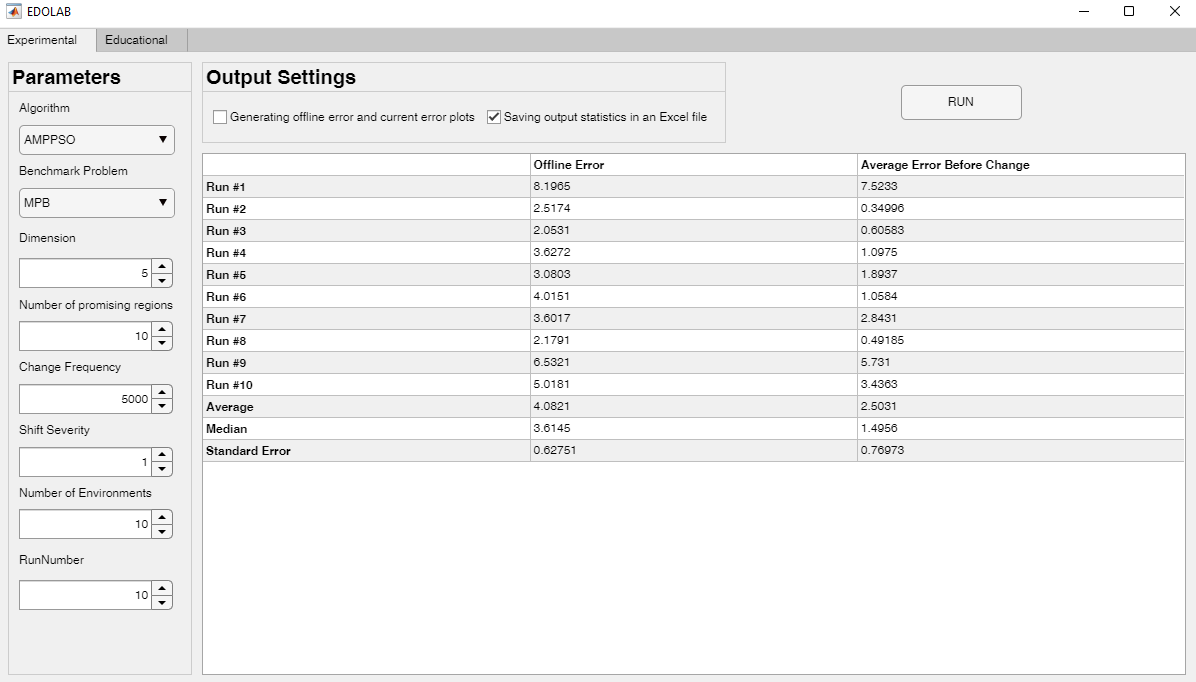 EDOLAB
Experimental Educational
Parameters
Algorithm
AMPPSO
Benchmark Problem
MPB
Dimension
5
Number of promising regions
10
Change Frequency
5000
Shift Severity
1
Number of Environments
10
RunNumber
10
Output Settings
Generating offline error and current error plots Saving output statistics in an Excel file
RUN
Offline Error Average Error Before Change
Run #1 8.1965 7.5233
Run #2 2.5174 0.34996
Run #3 2.0531 0.60583
Run #4 3.6272 1.0975
Run #5 3.0803 1.8937
Run #6 4.0151 1.0584
Run #7 3.6017 2.8431
Run #8 2.1791 0.49185
Run #9 6.5321 5.731
Run #10 5.0181 3.4363
Average 4.0821 2.5031
Median 3.6145 1.4956
Standard Error 0.62751 0.76973